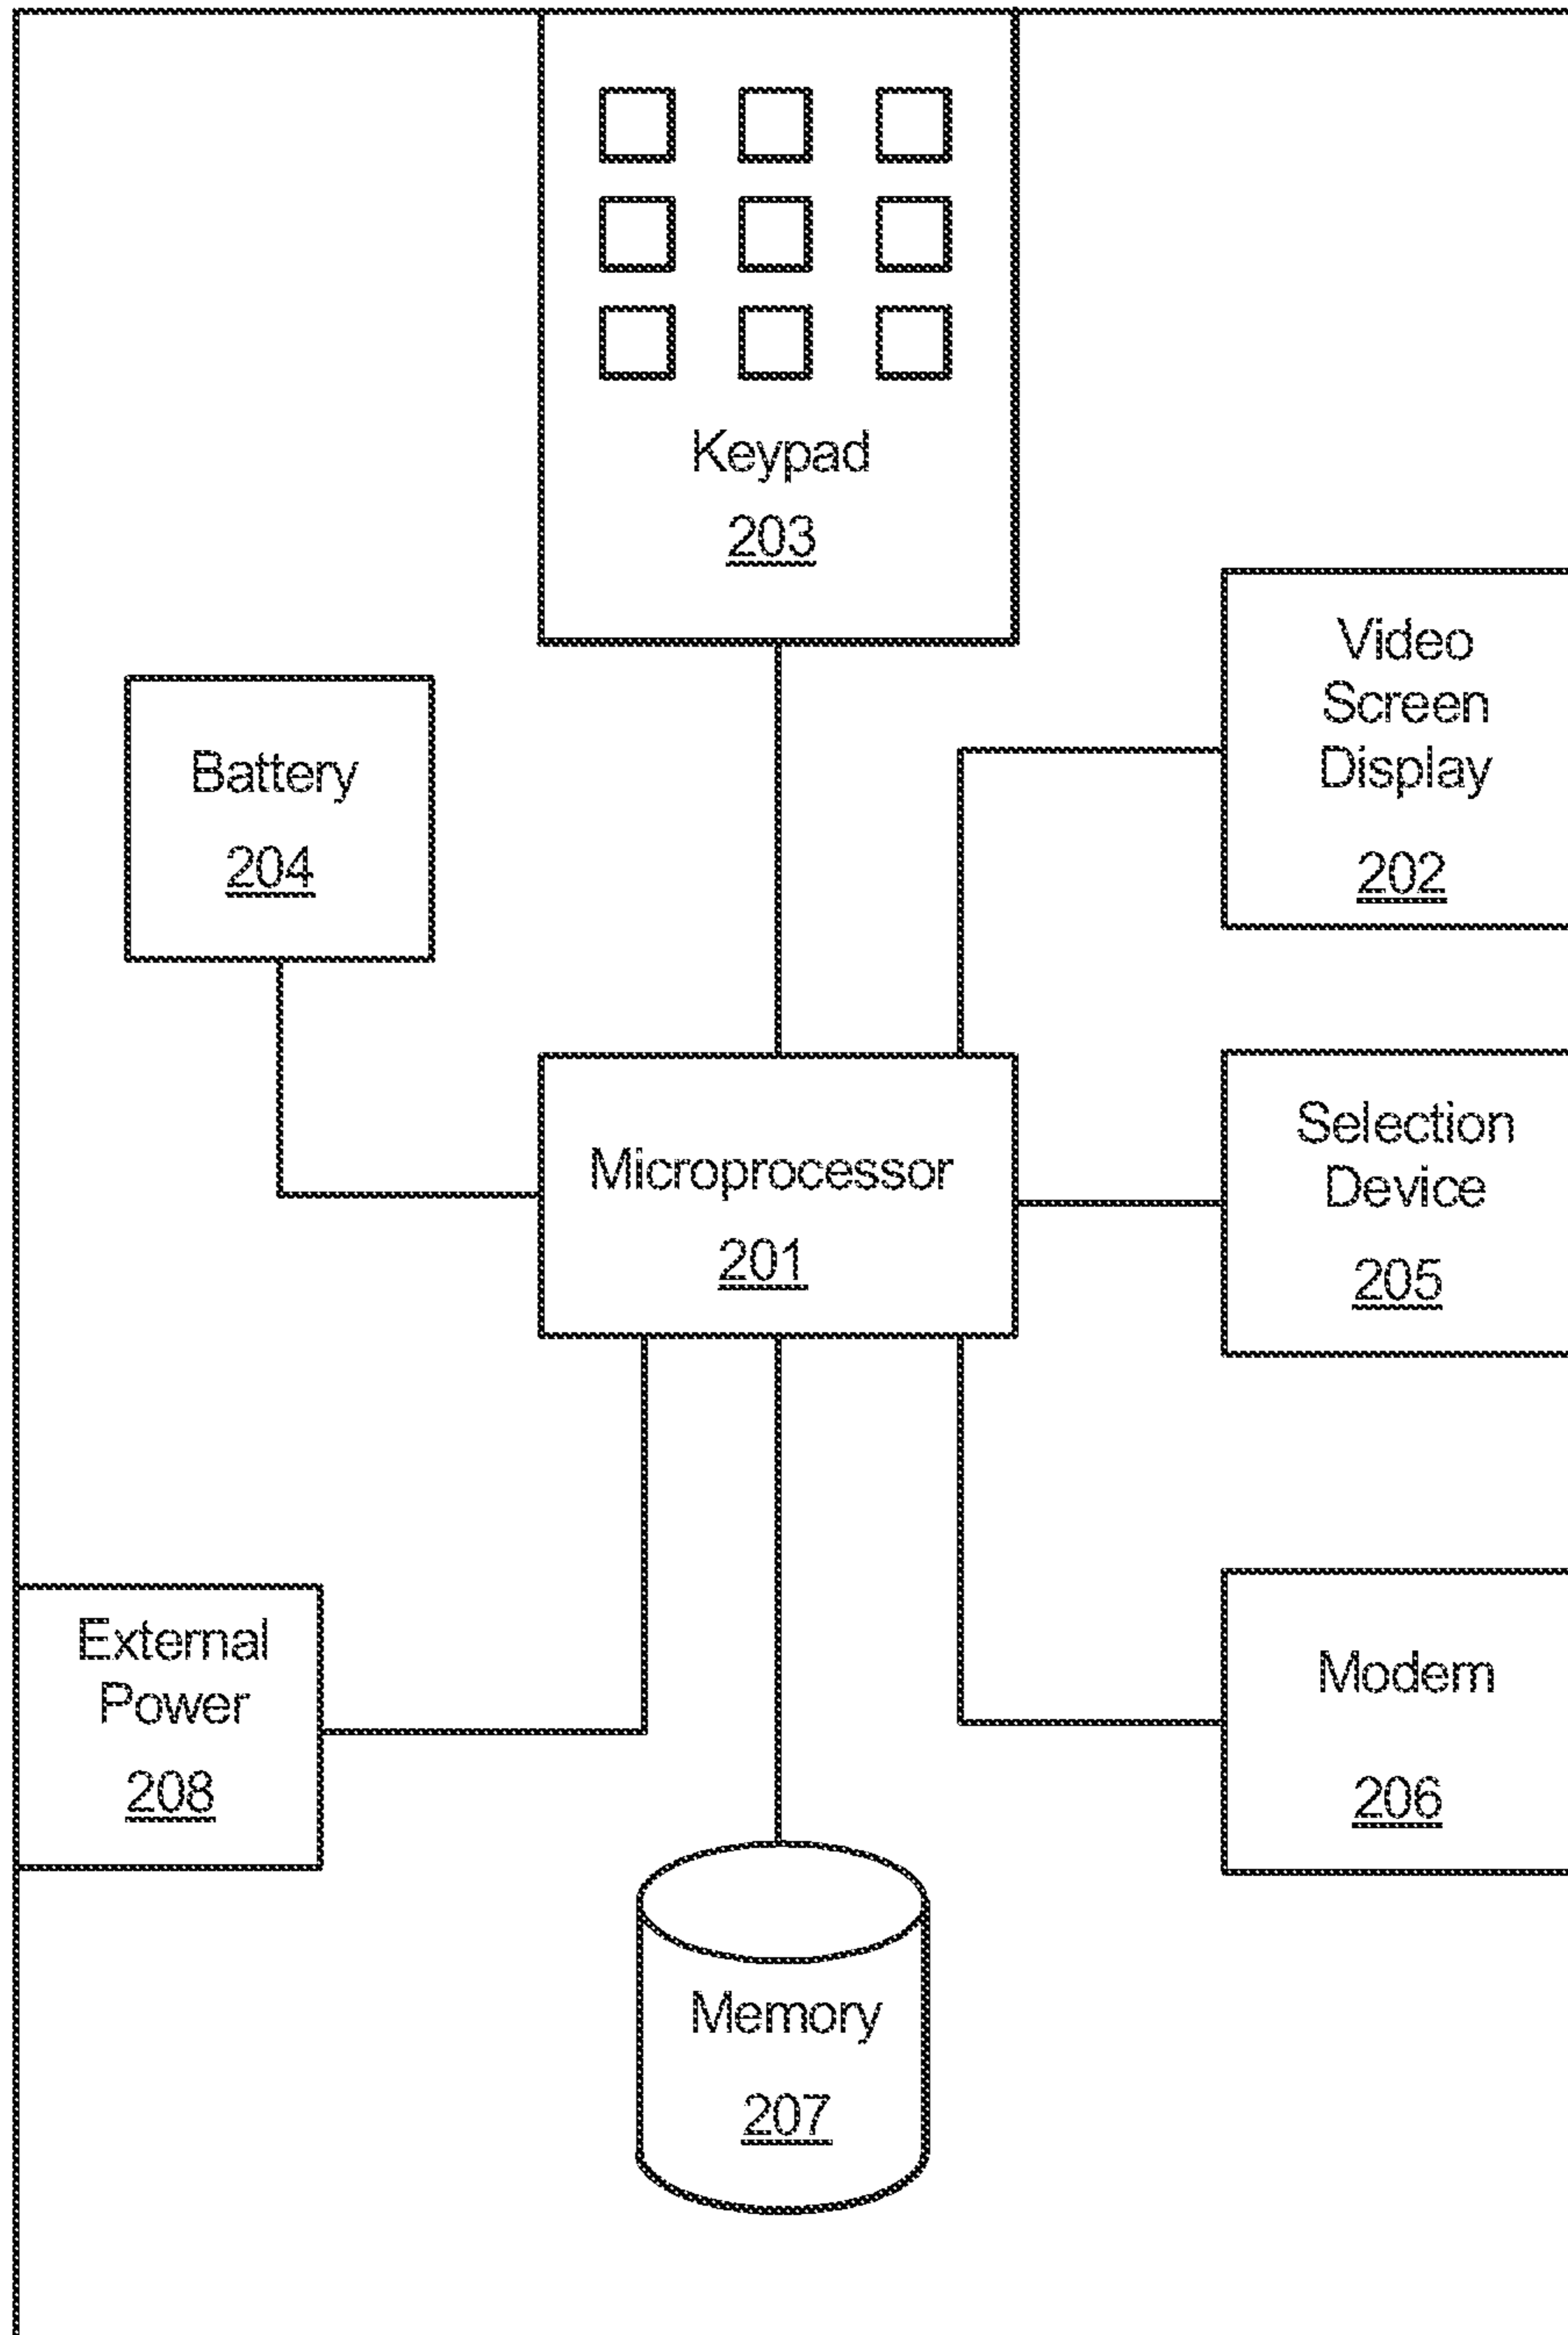 Keypad
203
Video
Screen
Display
202
Battery
204
Microprocessor
201
Selection
Device
205
External
Power
208
Modem
206
Memory
207